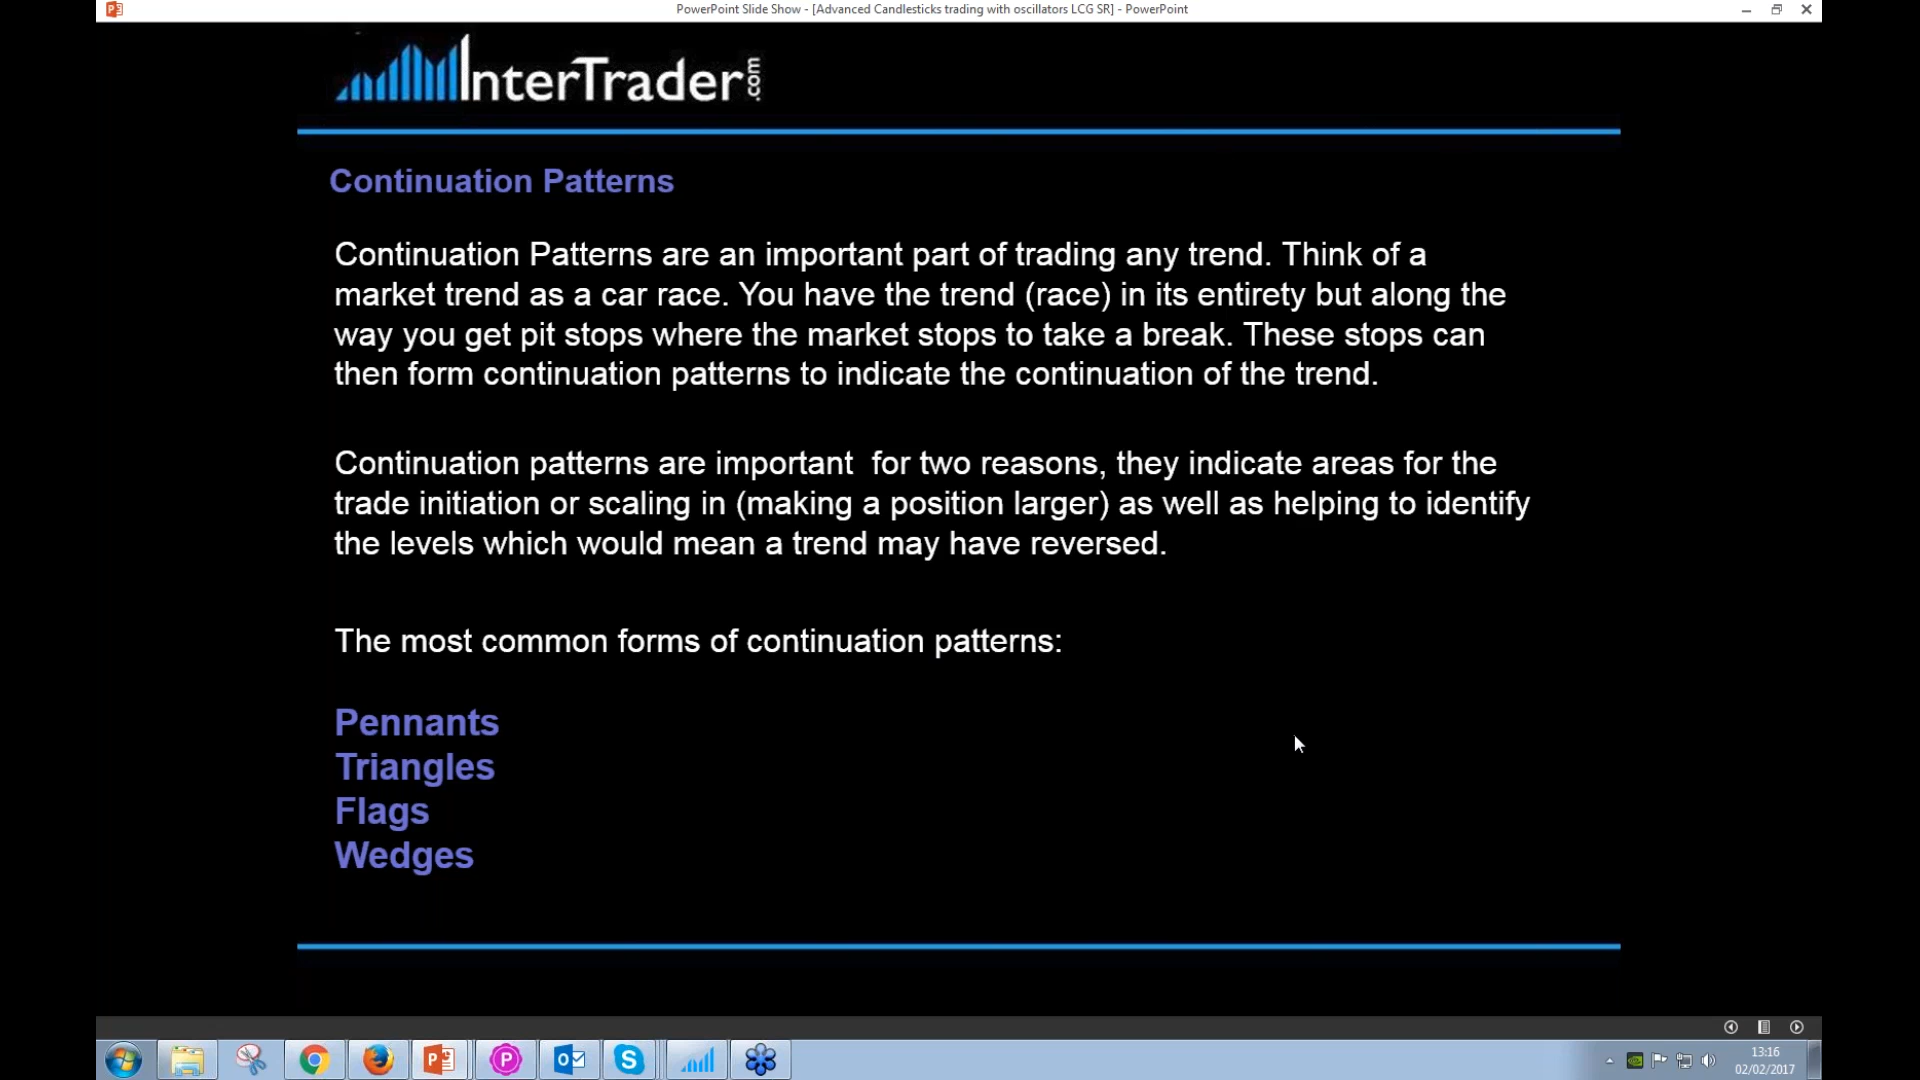 PowerPoint Slide Show - [Advanced Candlesticks trading with oscillators LCG SR] - PowerPoint
InterTrader.com
Continuation Patterns
Continuation Patterns are an important part of trading any trend. Think of a
market trend as a car race. You have the trend (race) in its entirety but along the
way you get pit stops where the market stops to take a break. These stops can
then form continuation patterns to indicate the continuation of the trend.
Continuation patterns are important  for two reasons, they indicate areas for the
trade initiation or scaling in (making a position larger) as well as helping to identify
the levels which would mean a trend may have reversed.
The most common forms of continuation patterns:
Pennants
Triangles
Flags
Wedges
13:16
02/02/2017